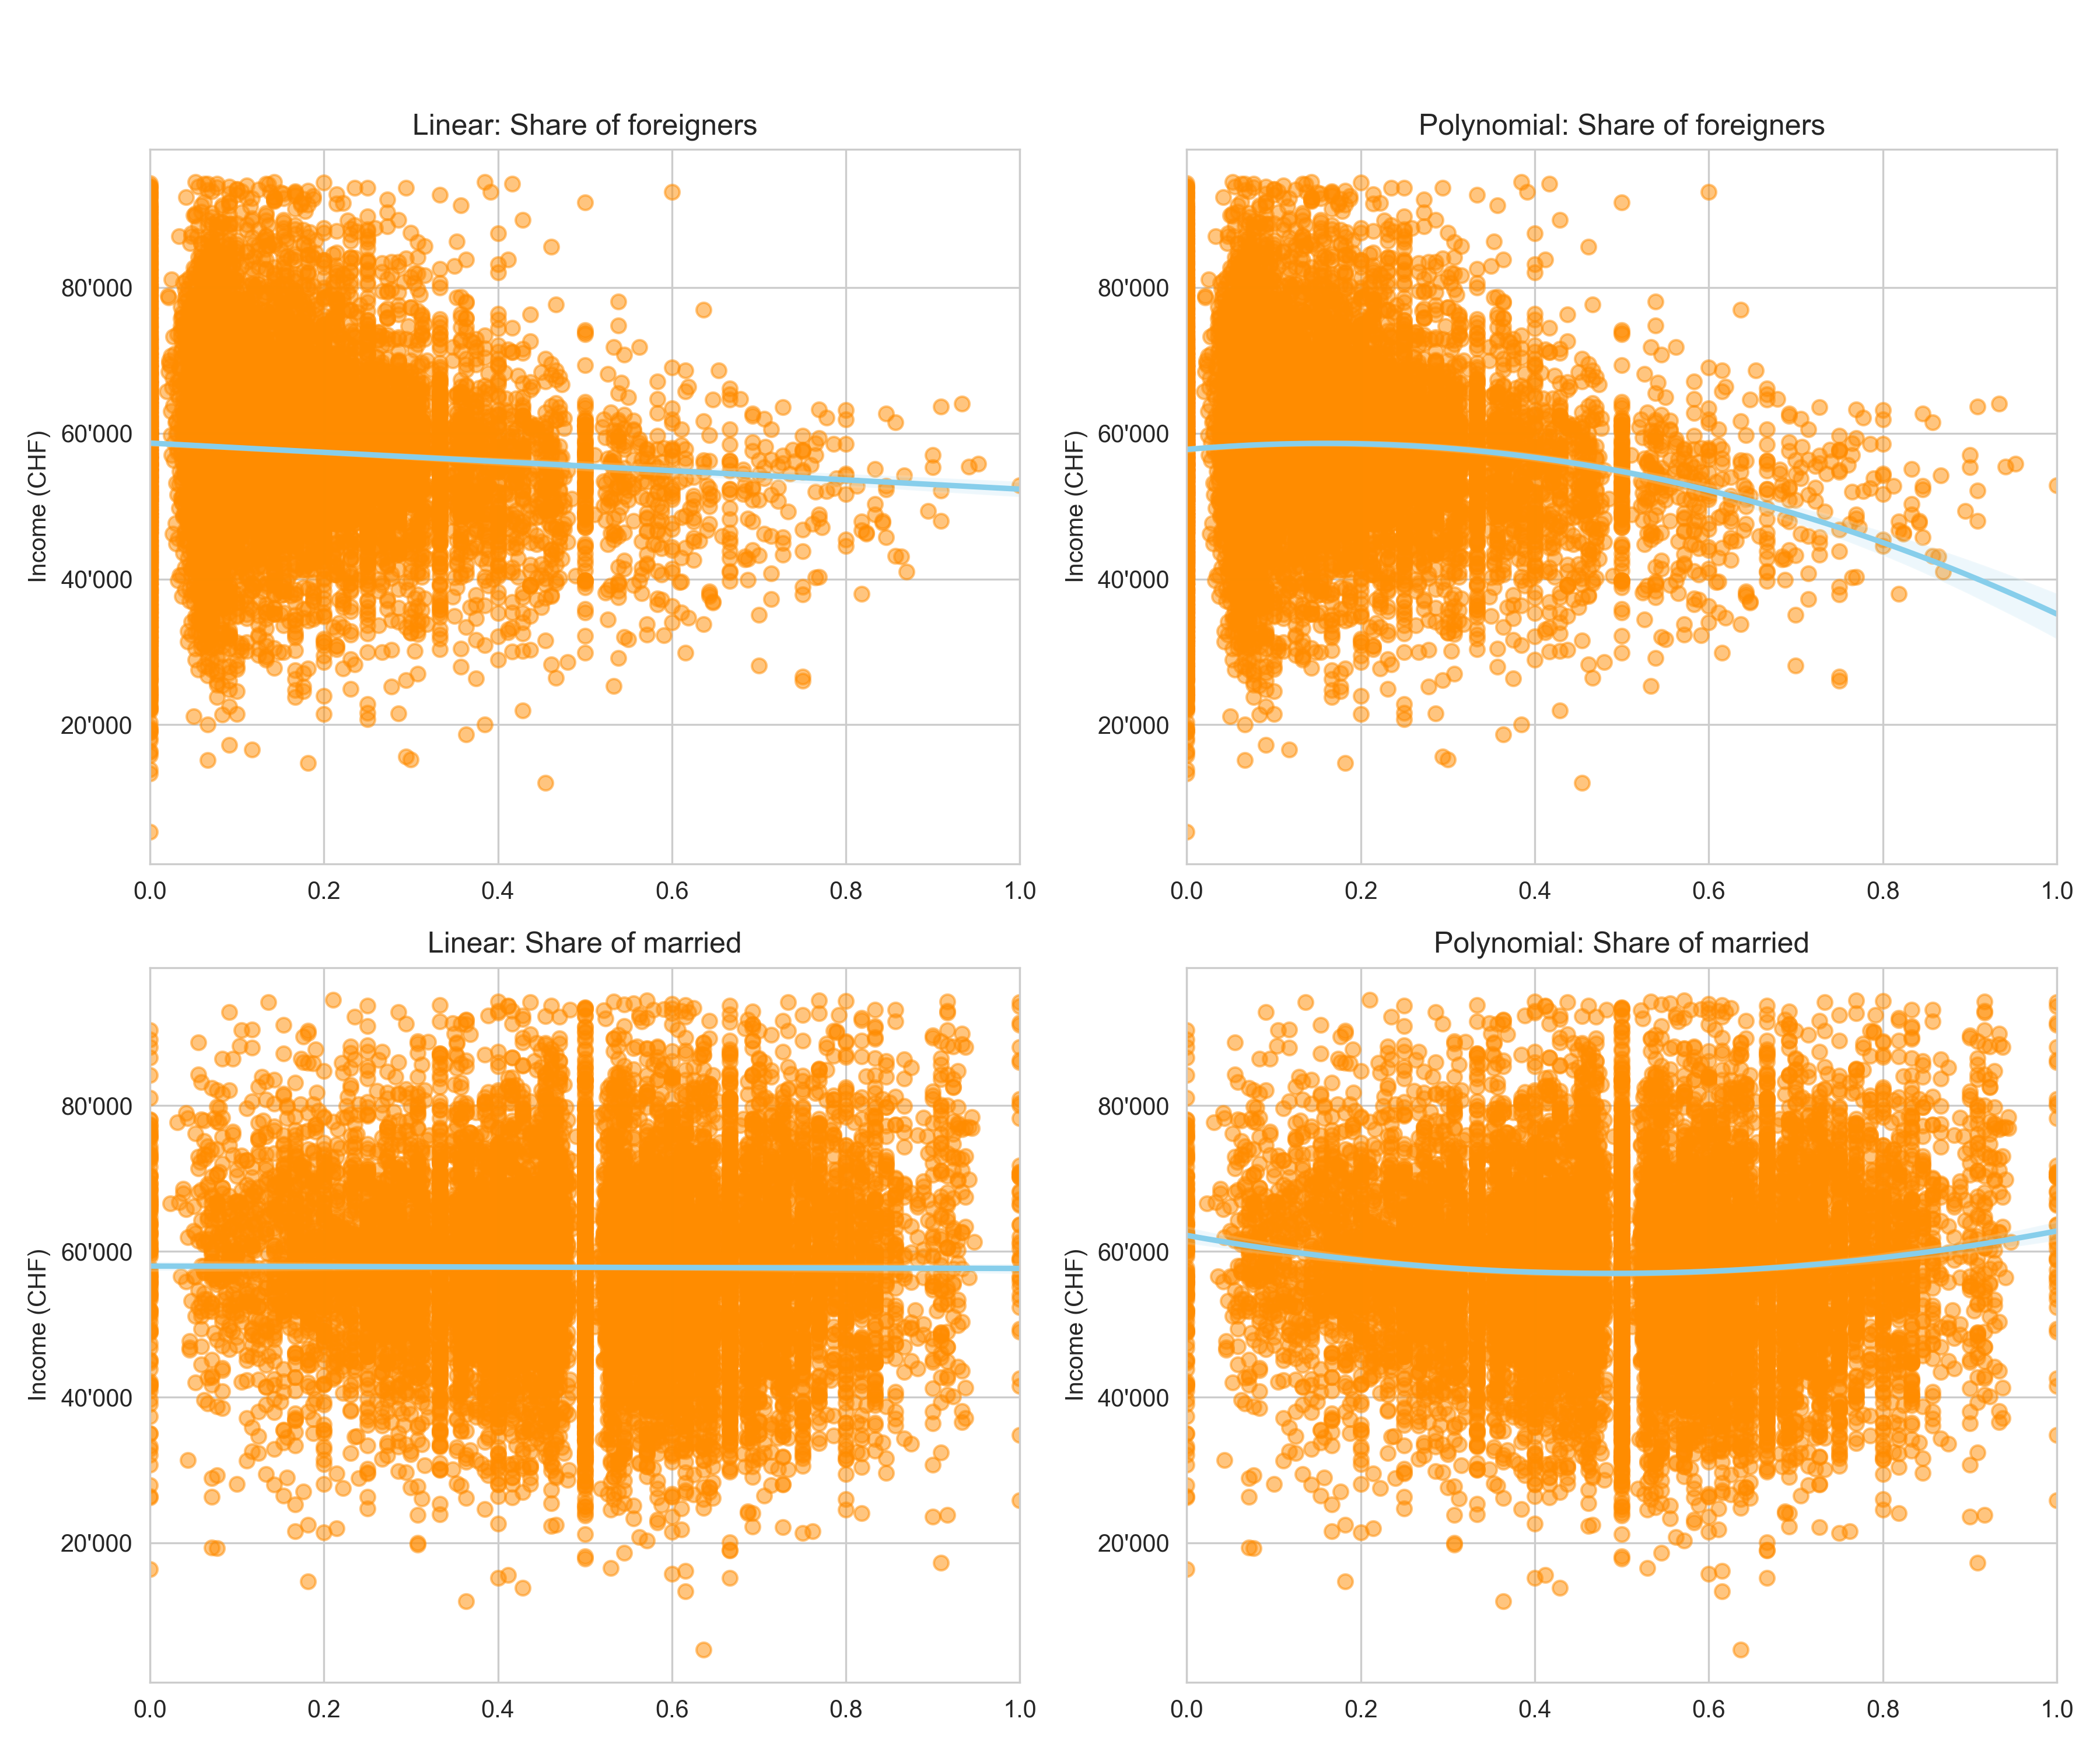 Linear: Share of foreigners
Income (CHF)
80'000
60'000
40'000
20'000
0.0 0.2 0.4 0.6 0.8 1.0
Polynomial: Share of foreigners
Income (CHF)
80'000
60'000
40'000
20'000
0.0 0.2 0.4 0.6 0.8 1.0
Linear: Share of married
Income (CHF)
80'000
60'000
40'000
20'000
0.0 0.2 0.4 0.6 0.8 1.0
Polynomial: Share of married
Income (CHF)
80'000
60'000
40'000
20'000
0.0 0.2 0.4 0.6 0.8 1.0